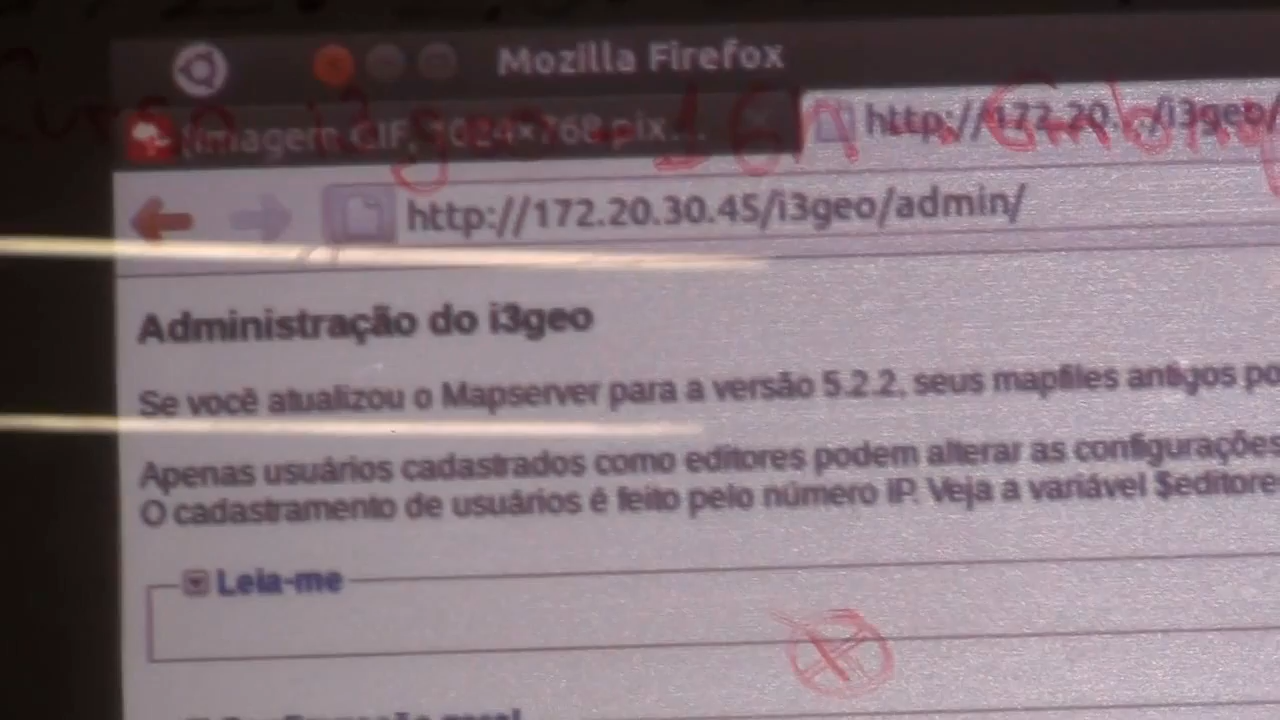 Mozilla Firefox
(Imagem GIF, 1024×768 pix...
http://172.20.../i3geo/
http://172.20.30.45/i3geo/admin/
Administração do i3geo
Se você atualizou o Mapserver para a versão 5.2.2, seus mapfiles antigos po
Apenas usuários cadastrados como editores podem alterar as configurações
O cadastramento de usuários é feito pelo número IP. Veja a variável $editore
Leia-me